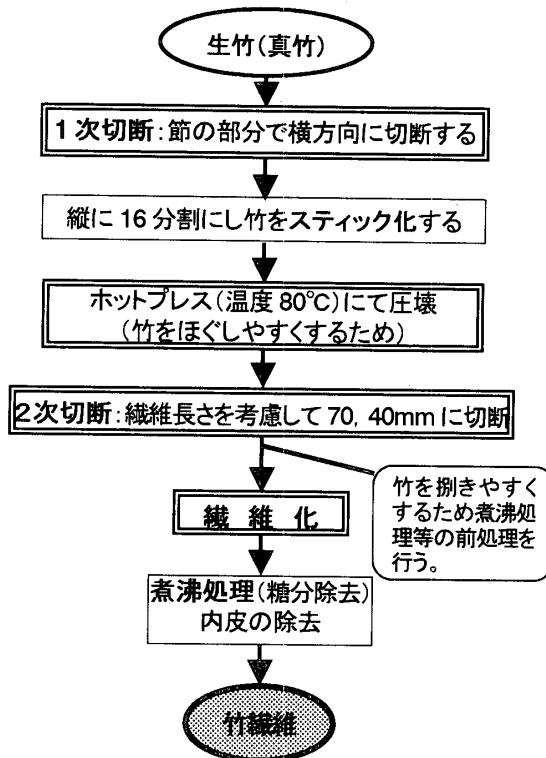 生竹(真竹)
1次切断:節の部分で横方向に切断する
縦に16分割にし竹をスティック化する
ホットプレス(温度80℃)にて圧壊
(竹をほぐしやすくするため)
2次切断:繊維長さを考慮して70, 40mmに切断
竹を捌きやすく
するため煮沸処
理等の前処理を
行う。
繊 維 化
煮沸処理(糖分除去)
内皮の除去
竹繊維